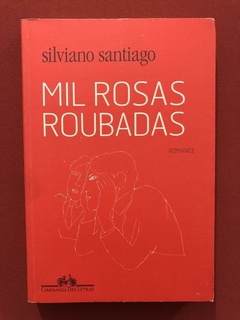 silviano santiago
MIL ROSAS
ROUBADAS
ROMANCE
COMPANHIA DAS LETRAS